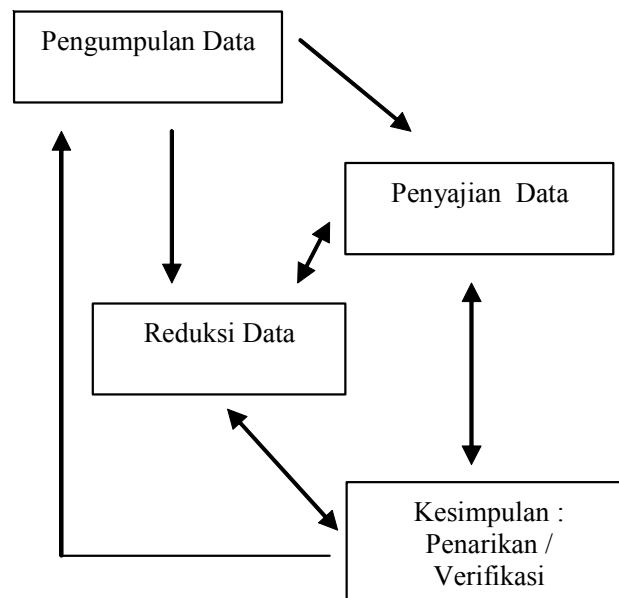 Pengumpulan Data
Penyajian Data
Reduksi Data
Kesimpulan :
Penarikan /
Verifikasi